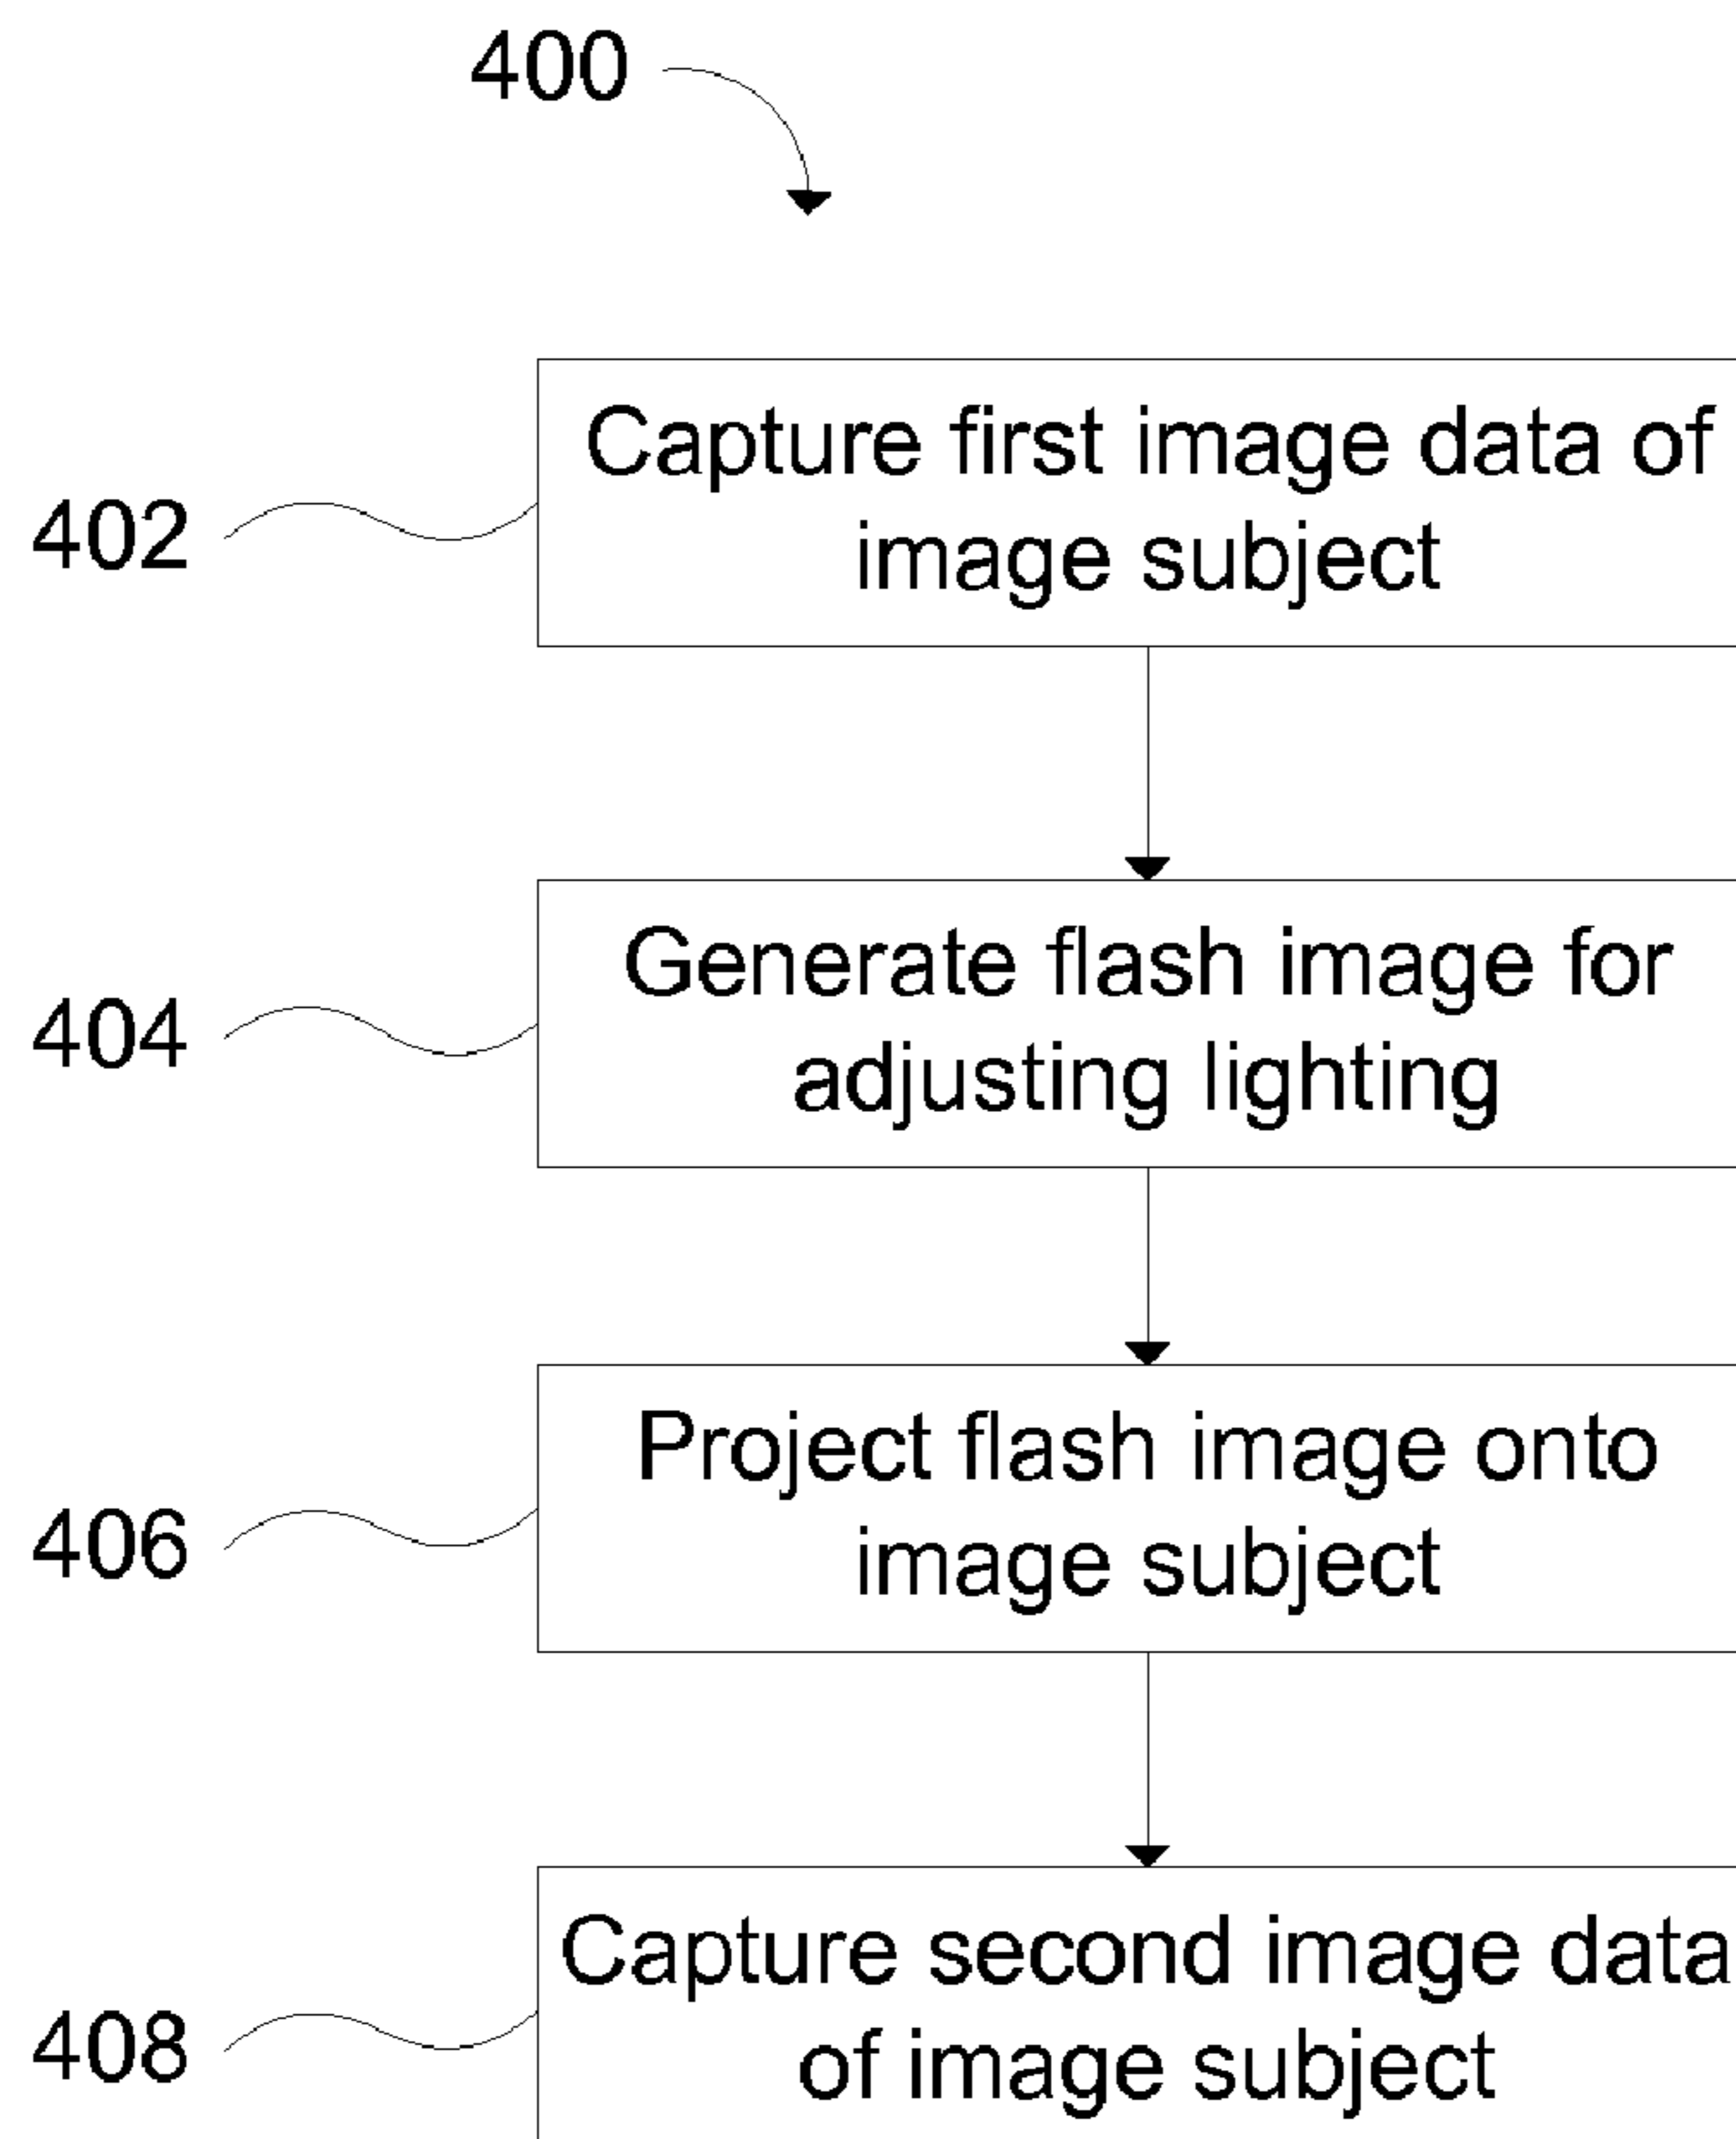 400
402
Capture first image data of
image subject
404
Generate flash image for
adjusting lighting
406
Project flash image onto
image subject
408
Capture second image data
of image subject